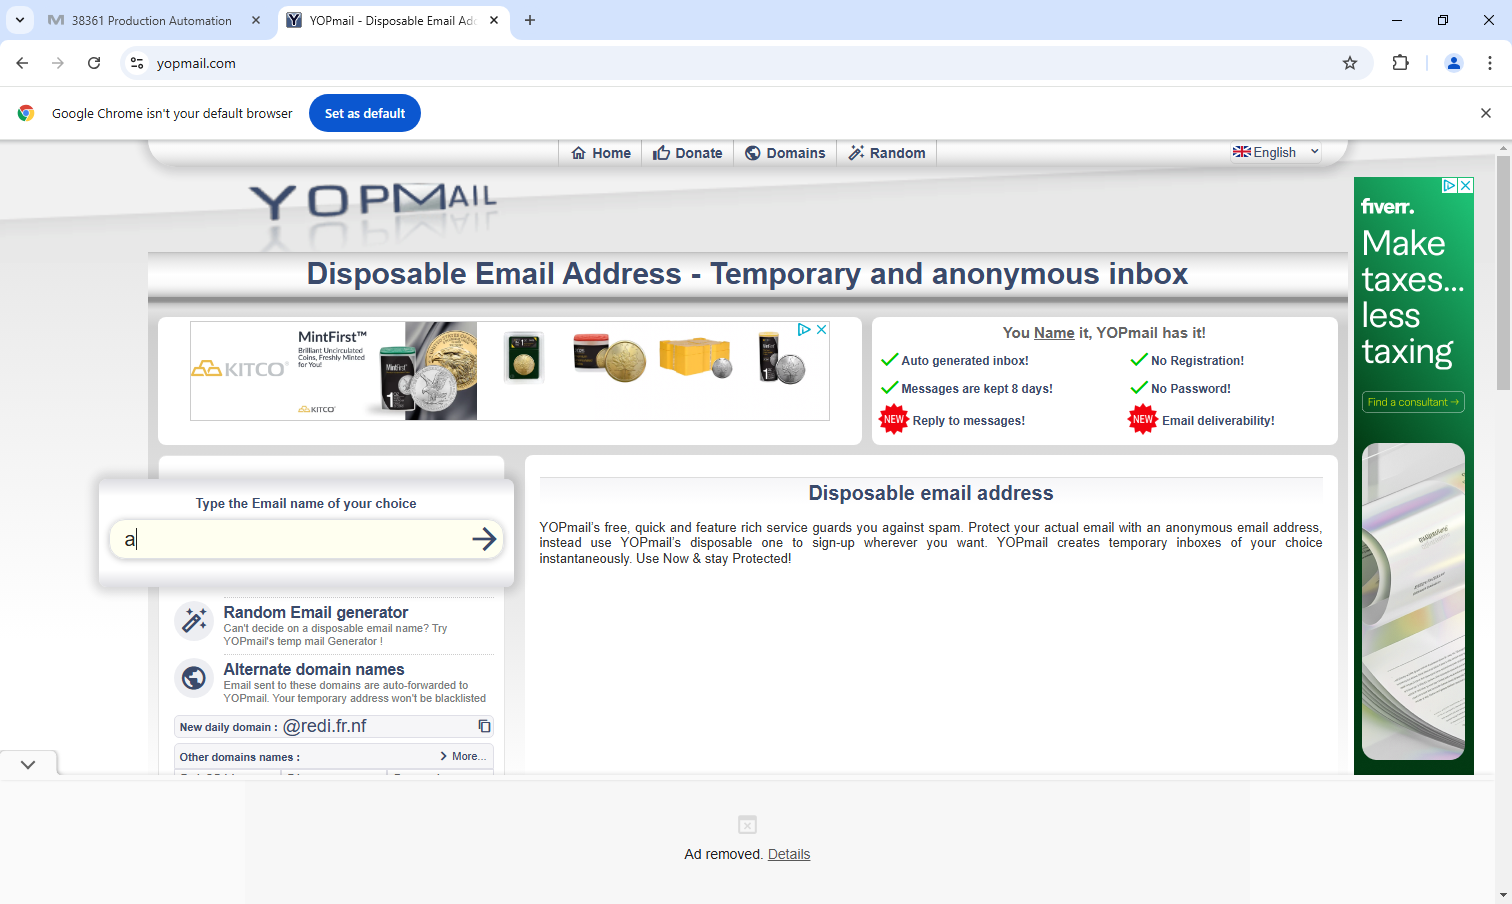 38361 Production Automation
YOPmail - Disposable Email Add
yopmail.com
Google Chrome isn't your default browser
Set as default
Home
Donate
Domains
Random
English
YOPMAIL
Disposable Email Address - Temporary and anonymous inbox
KITCO
MintFirst™
Brilliant Uncirculated
Coins, Freshly Minted
for You!
KITCO
You Name it, YOPmail has it!
Auto generated inbox!
No Registration!
Messages are kept 8 days!
No Password!
NEW Reply to messages!
NEW Email deliverability!
fiverr.
Make
taxes...
less
taxing
Find a consultant →
Type the Email name of your choice
a
Disposable email address
YOPmail's free, quick and feature rich service guards you against spam. Protect your actual email with an anonymous email address,
instead use YOPmail's disposable one to sign-up wherever you want. YOPmail creates temporary inboxes of your choice
instantaneously. Use Now & stay Protected!
Random Email generator
Can't decide on a disposable email name? Try
YOPmail's temp mail Generator !
Alternate domain names
Email sent to these domains are auto-forwarded to
YOPmail. Your temporary address won't be blacklisted
New daily domain : @redi.fr.nf
Other domains names :
More...
Ad removed. Details